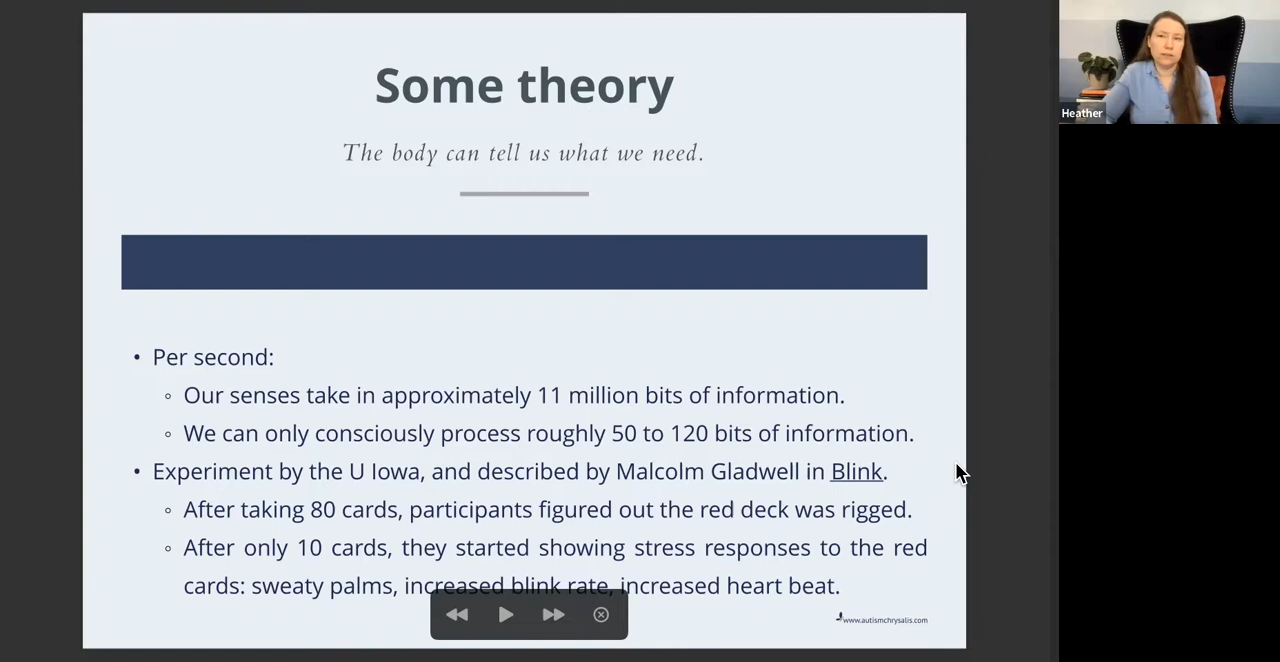 Some theory
The body can tell us what we need.
• Per second:
◦ Our senses take in approximately 11 million bits of information.
◦ We can only consciously process roughly 50 to 120 bits of information.
• Experiment by the U Iowa, and described by Malcolm Gladwell in Blink.
◦ After taking 80 cards, participants figured out the red deck was rigged.
◦ After only 10 cards, they started showing stress responses to the red
cards: sweaty palms, increased blink rate, increased heart beat.
www.autismchrysalis.com
Heather